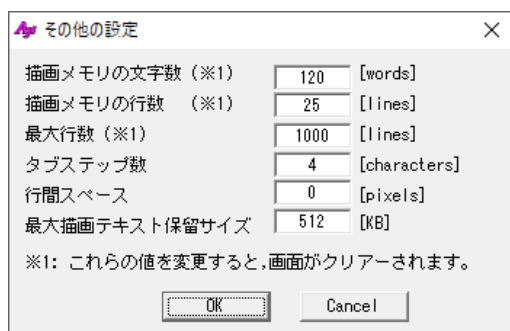 Agu その他の設定
描画メモリの文字数（※1） 120 [words]
描画メモリの行数 （※1） 25 [lines]
最大行数（※1） 1000 [lines]
タブステップ数 4 [characters]
行間スペース 0 [pixels]
最大描画テキスト保留サイズ 512 [KB]
※1: これらの値を変更すると,画面がクリアーされます。
OK Cancel